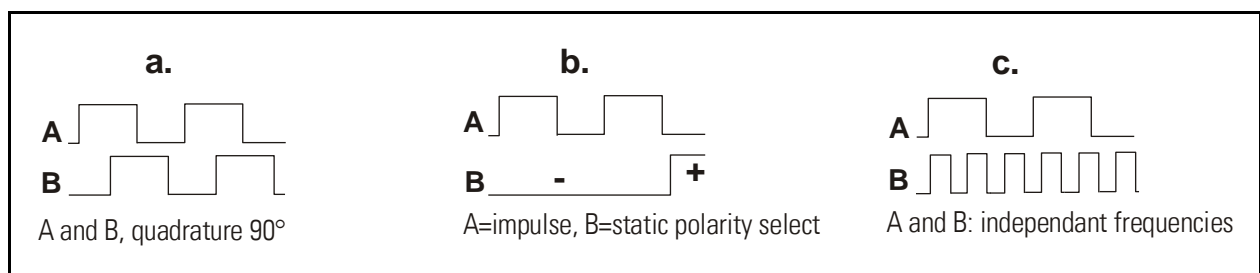 a.
A
B
A and B, quadrature 90°
b.
A
B - +
A=impulse, B=static polarity select
c.
A
B
A and B: independant frequencies